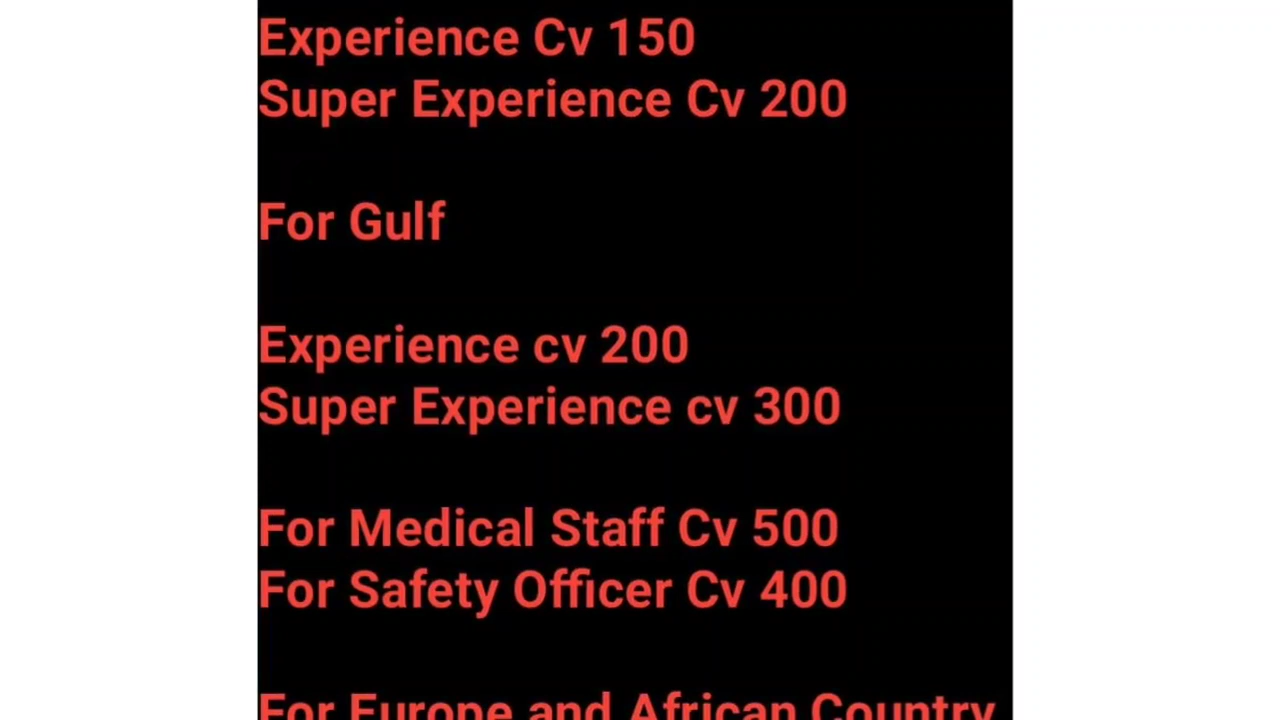 Experience Cv 150
Super Experience Cv 200
For Gulf
Experience cv 200
Super Experience cv 300
For Medical Staff Cv 500
For Safety Officer Cv 400
For Europe and African Country